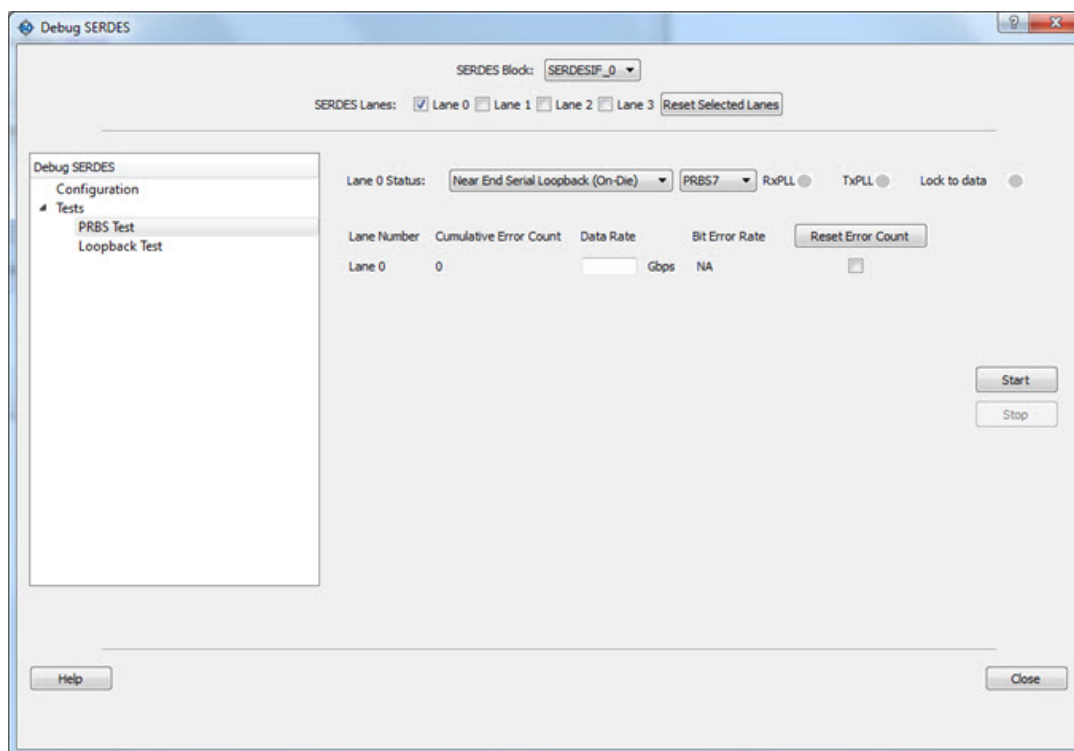 Debug SERDES
SERDES Block: SERDESIF_0
SERDES Lanes: Lane 0 Lane 1 Lane 2 Lane 3 Reset Selected Lanes
Debug SERDES
Configuration
Tests
PRBS Test
Loopback Test
Lane 0 Status: Near End Serial Loopback (On-Die) PRBS7 RxPLL TxPLL Lock to data
Lane Number Cumulative Error Count Data Rate Bit Error Rate Reset Error Count
Lane 0 0 Gbps NA
Start
Stop
Help Close